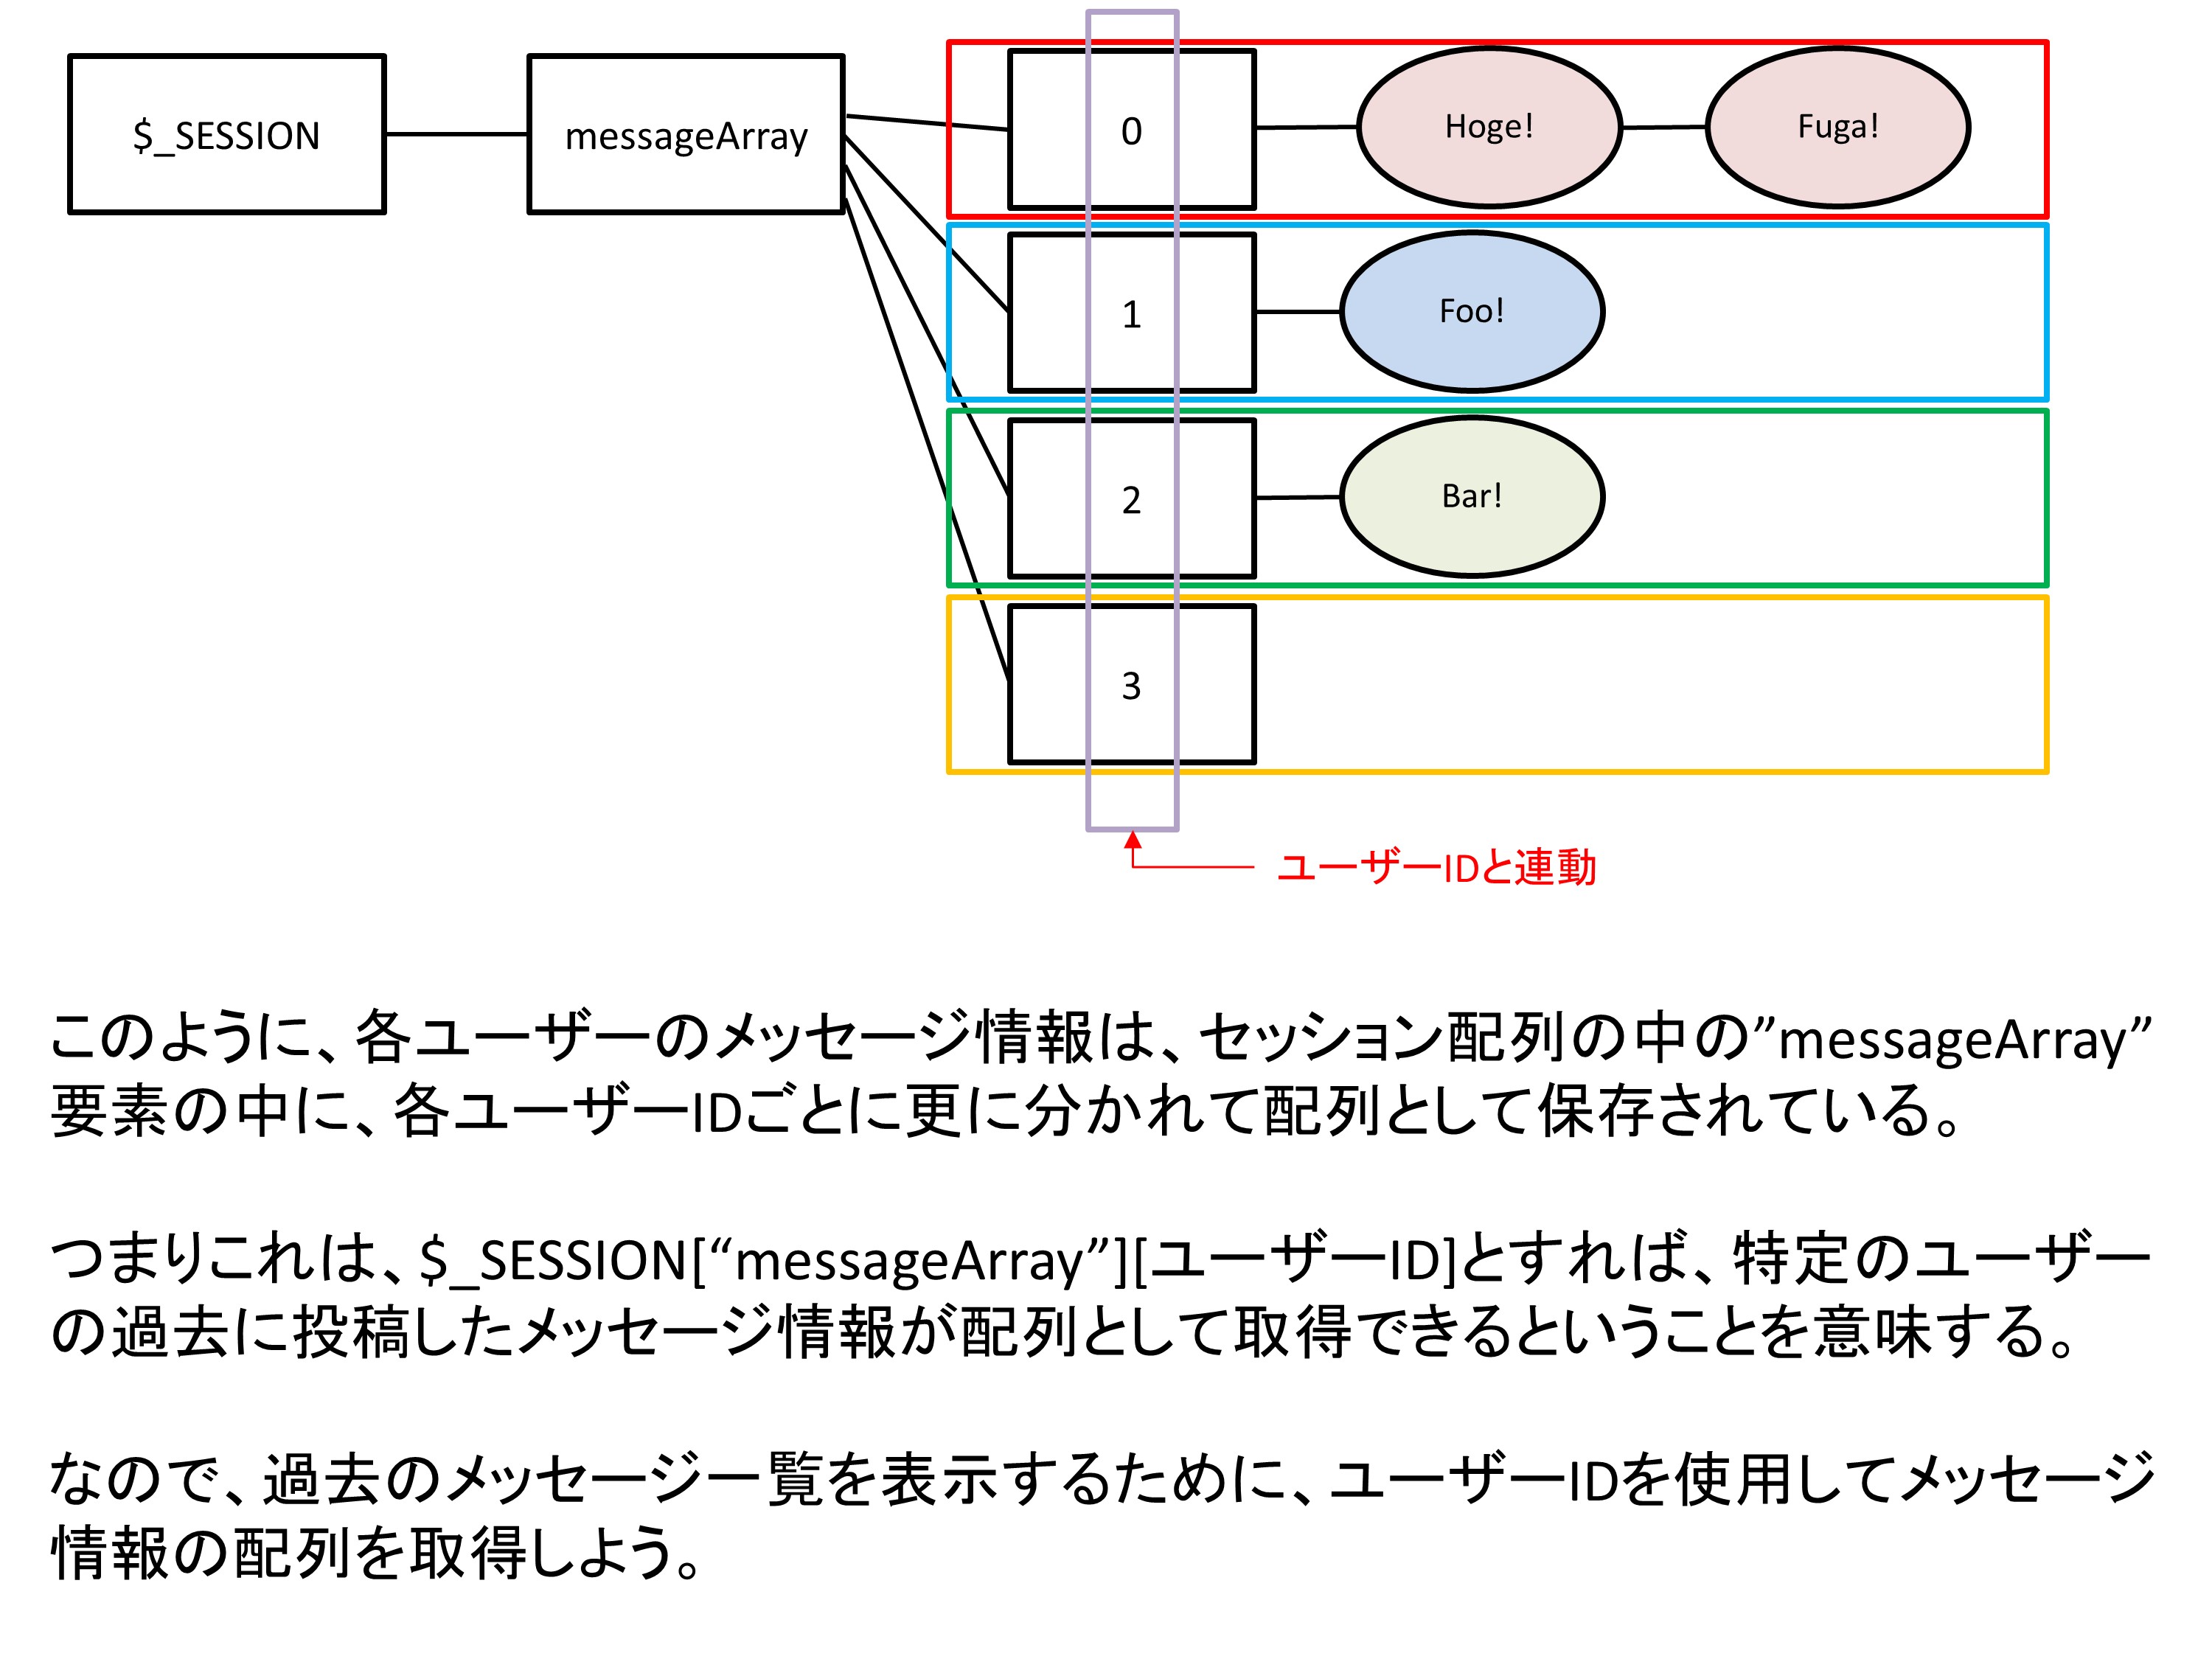 $_SESSION
messageArray
0
Hoge!
Fuga!
1
Foo!
2
Bar!
3
ユーザーIDと連動
このように、各ユーザーのメッセージ情報は、セッション配列の中の”messageArray”
要素の中に、各ユーザーIDごとに更に分かれて配列として保存されている。
つまりこれは、$_SESSION[“messageArray”][ユーザーID]とすれば、特定のユーザー
の過去に投稿したメッセージ情報が配列として取得できるということを意味する。
なので、過去のメッセージ一覧を表示するために、ユーザーIDを使用してメッセージ
情報の配列を取得しよう。